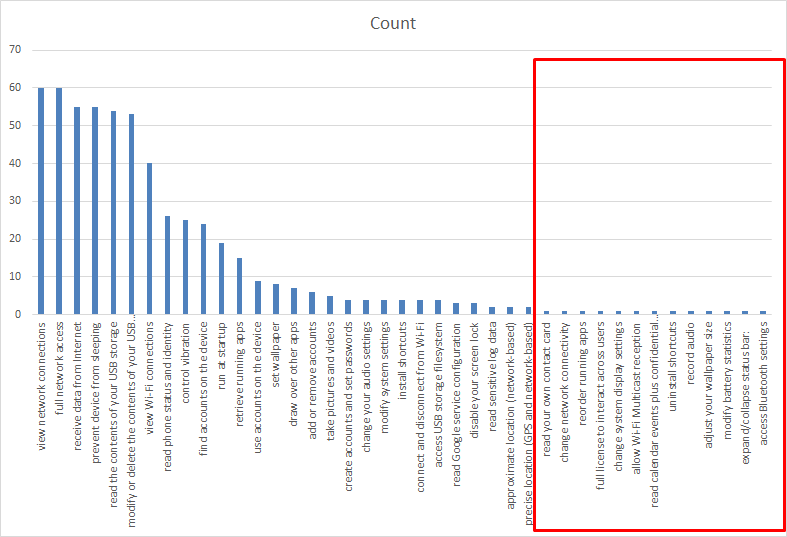 Count
70
60
50
40
30
20
10
0
view network connections
full network access
receive data from Internet
prevent device from sleeping
read the contents of your USB storage
modify or delete the contents of your USB...
view Wi-Fi connections
read phone status and identity
control vibration
find accounts on the device
run at startup
retrieve running apps
use accounts on the device
set wallpaper
draw over other apps
add or remove accounts
take pictures and videos
create accounts and set passwords
change your audio settings
modify system settings
install shortcuts
connect and disconnect from Wi-Fi
access USB storage filesystem
read Google service configuration
disable your screen lock
read sensitive log data
approximate location (network-based)
precise location (GPS and network-based)
read your own contact card
change network connectivity
reorder running apps
full license to interact across users
change system display settings
allow Wi-Fi Multicast reception
read calendar events plus confidential...
uninstall shortcuts
record audio
adjust your wallpaper size
modify battery statistics
expand/collapse status bar:
access Bluetooth settings